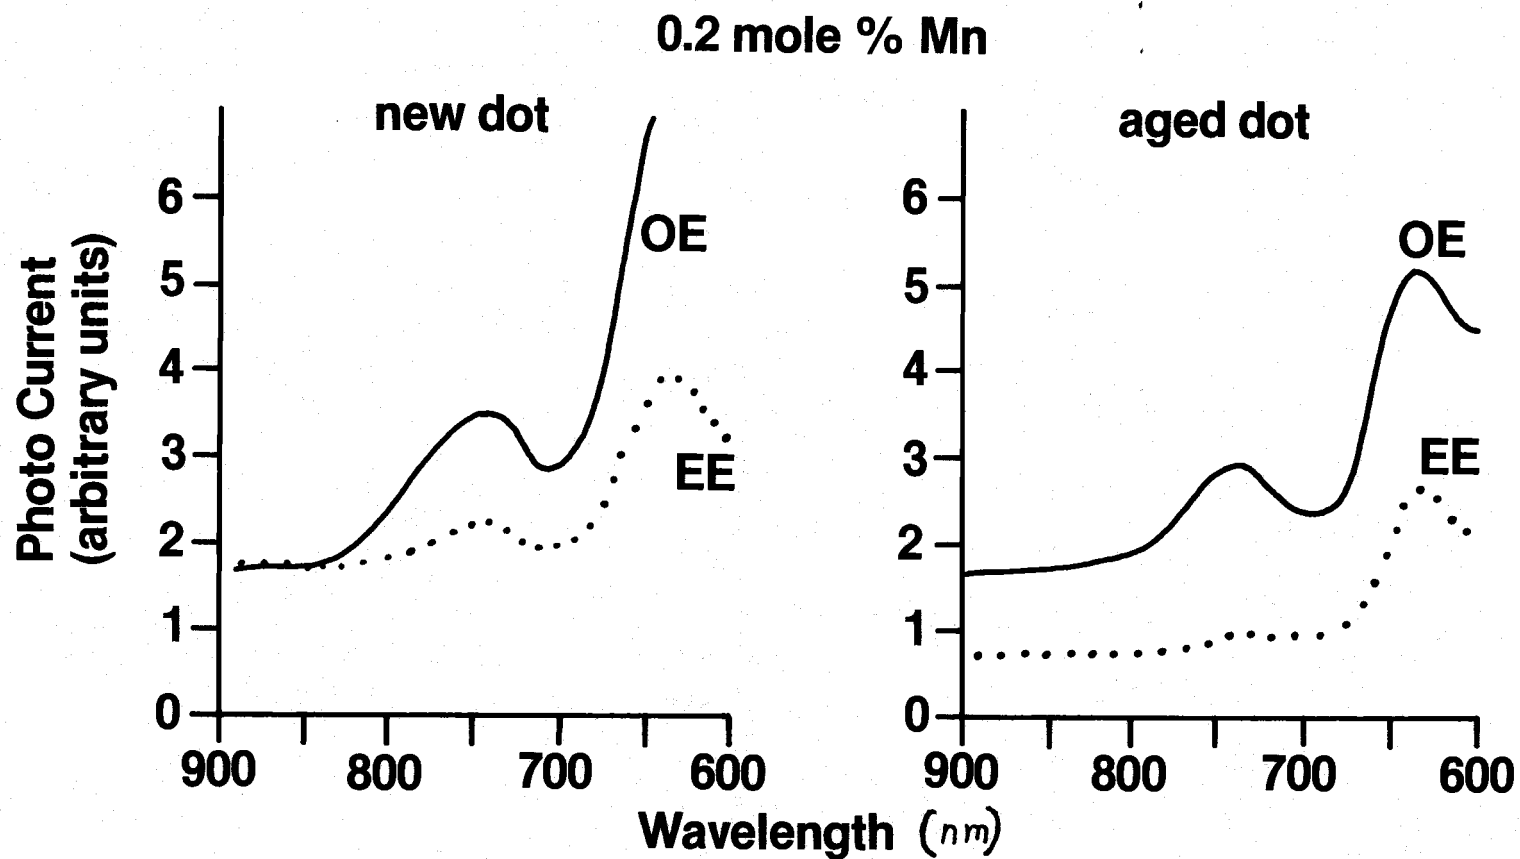 0.2 mole % Mn
new dot
aged dot
Photo Current
(arbitrary units)
6
5
4
3
2
1
0
OE
EE
900
800
700
600
6
5
4
3
2
1
0
OE
EE
900
800
700
600
Wavelength (nm)